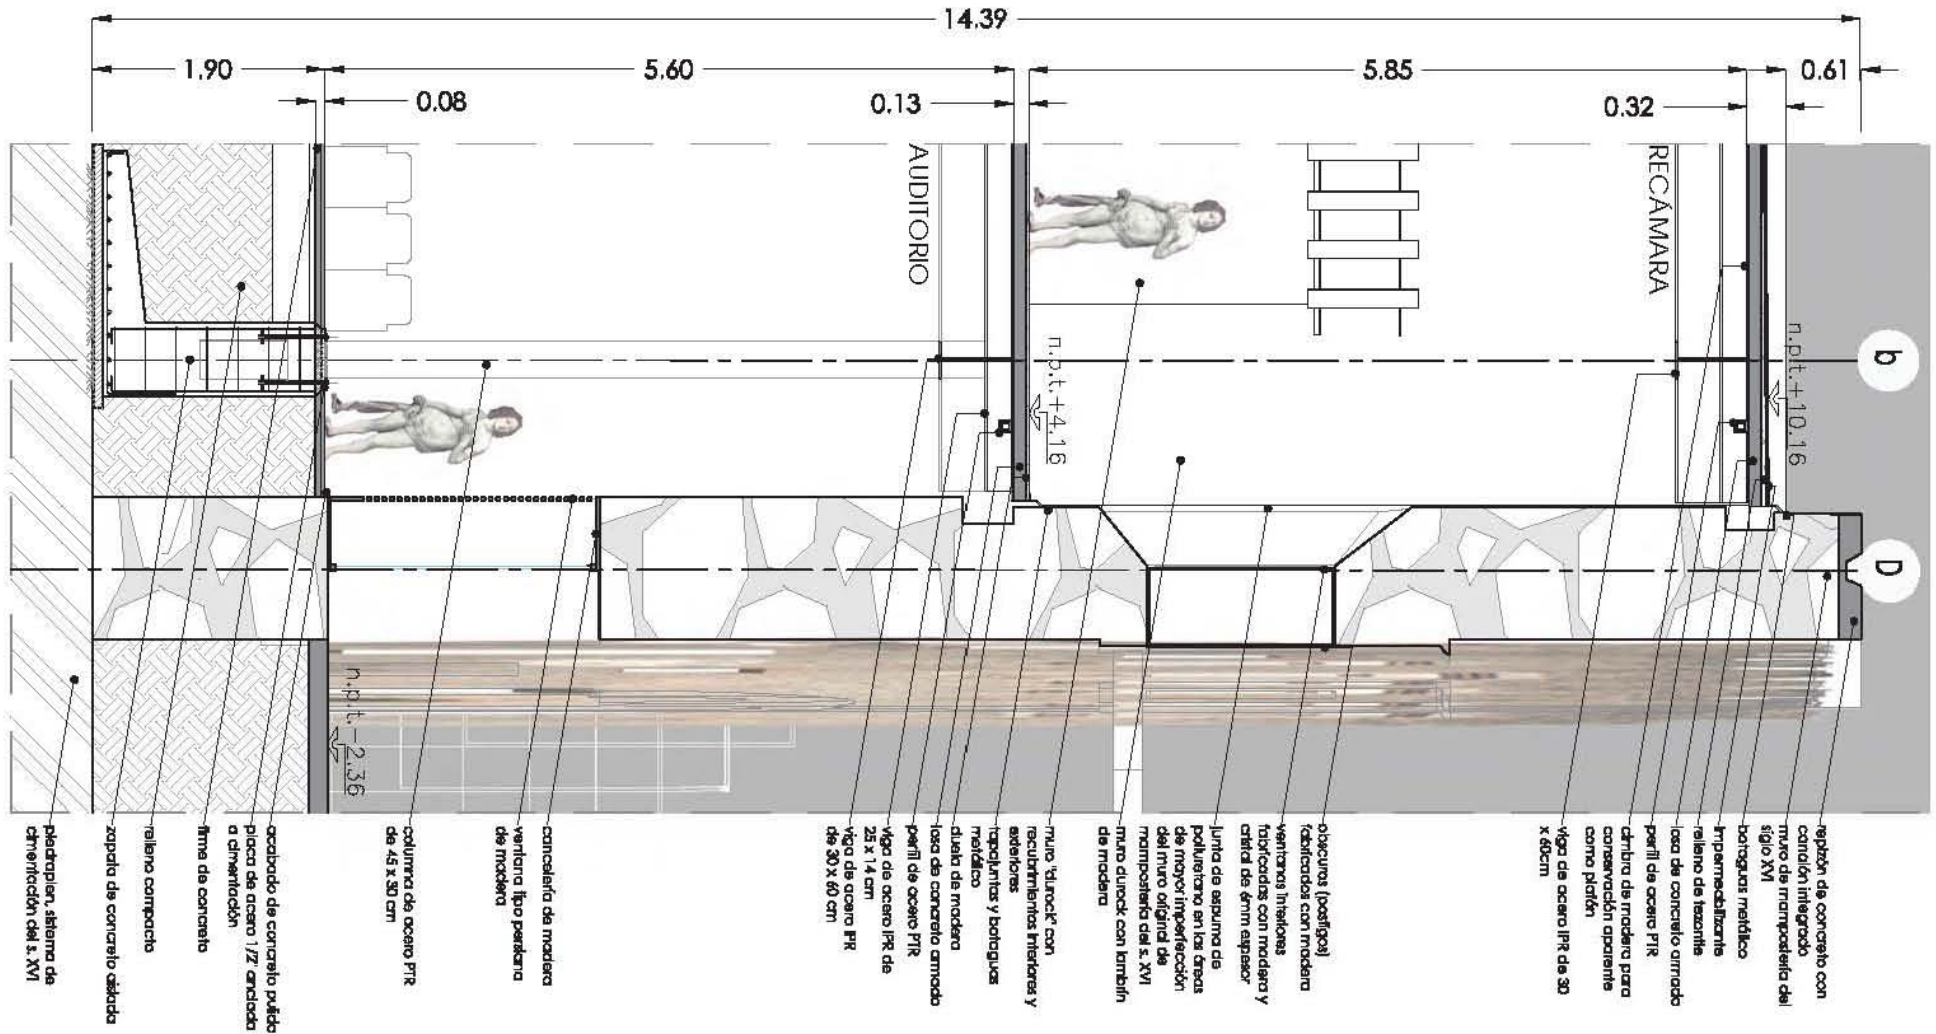 14.39
1.90
5.60
5.85
0.61
0.08
0.13
0.32
AUDITORIO
RECÁMARA
n.p.t.+4.16
n.p.t.+10.16
n.p.t.-2.36
b
D
repizón de concreto con
canalón integrado
muro de mampostería del
siglo XVI
botaguas metálico
impermeabilizante
relleno de tezontle
losa de concreto armado
perfil de acero PTR
cimbra de madera para
conservación aparente
como plafón
viga de acero IPR de 30
x 60cm
obscuros (postigos)
fabricados con madera
ventanas interiores
fabricadas con madera y
cristal de 6mm espesor
junta de espuma de
poliuretano en las áreas
de mayor imperfección
del muro original de
mampostería del s. XVI
muro durock con lambrín
de madera
muro "durock" con
recubrimientos interiores y
exteriores
tapajuntas y botaguas
metálico
duela de madera
losa de concreto armado
perfil de acero PTR
viga de acero IPR de
25 x 14 cm
viga de acero IPR
de 30 x 60 cm
cancelería de madera
ventana tipo persiana
de madera
columna de acero PTR
de 45 x 30 cm
acabado de concreto pulido
placa de acero 1/2" anclada
a cimentación
firme de concreto
relleno compacto
zapata de concreto aislada
piedraplen, sistema de
cimentación del s. XVI